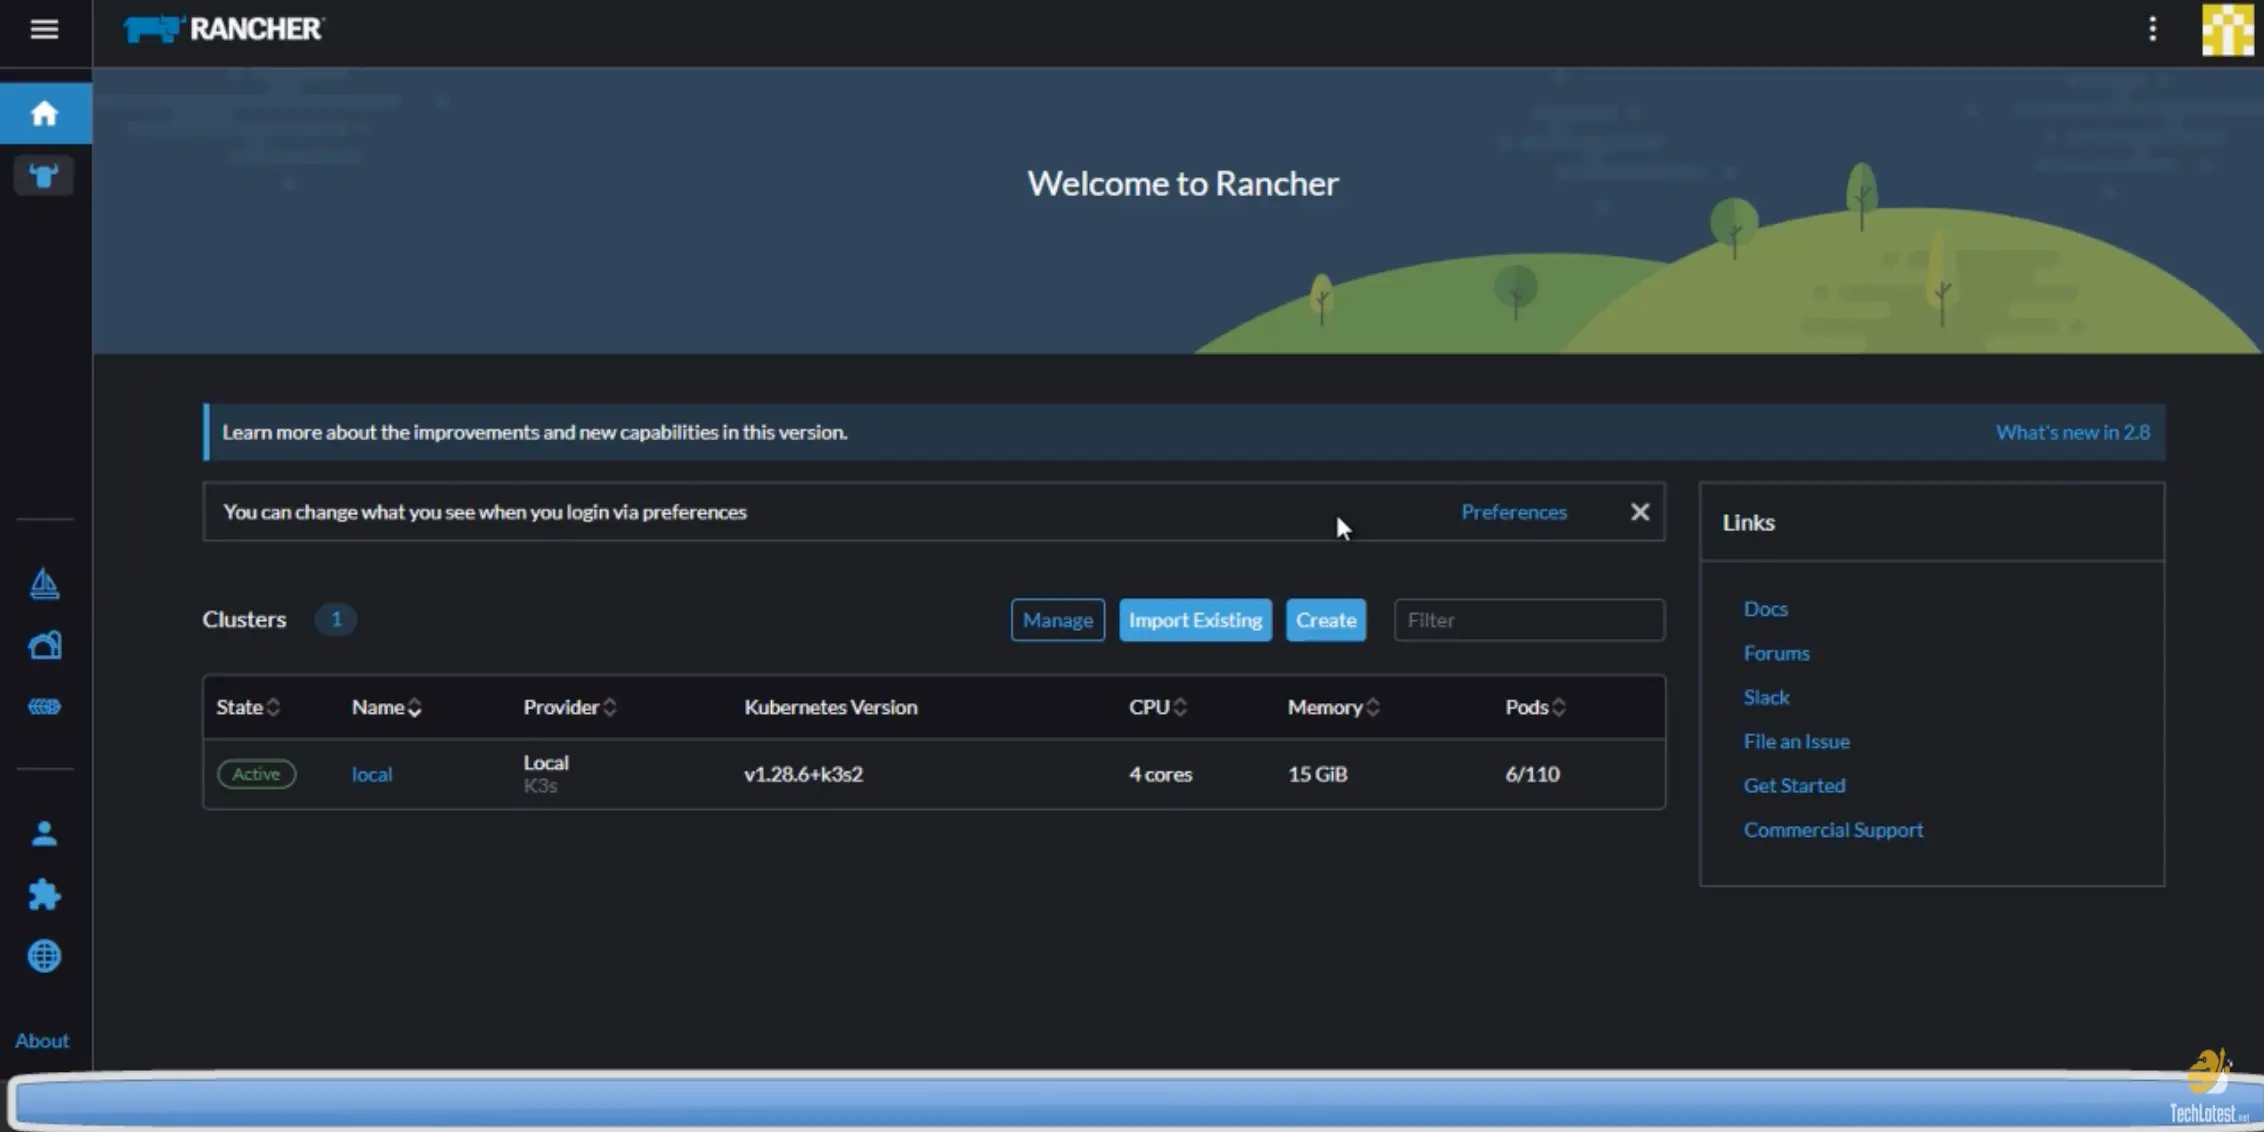 RANCHER
Welcome to Rancher
Learn more about the improvements and new capabilities in this version.
What's new in 2.8
You can change what you see when you login via preferences
Preferences
Links
Docs
Forums
Slack
File an Issue
Get Started
Commercial Support
Clusters 1
Manage Import Existing Create Filter
State Name Provider Kubernetes Version CPU Memory Pods
Active local Local v1.28.6+k3s2 4 cores 15 GiB 6/110
K3s
About
TechLatest.net